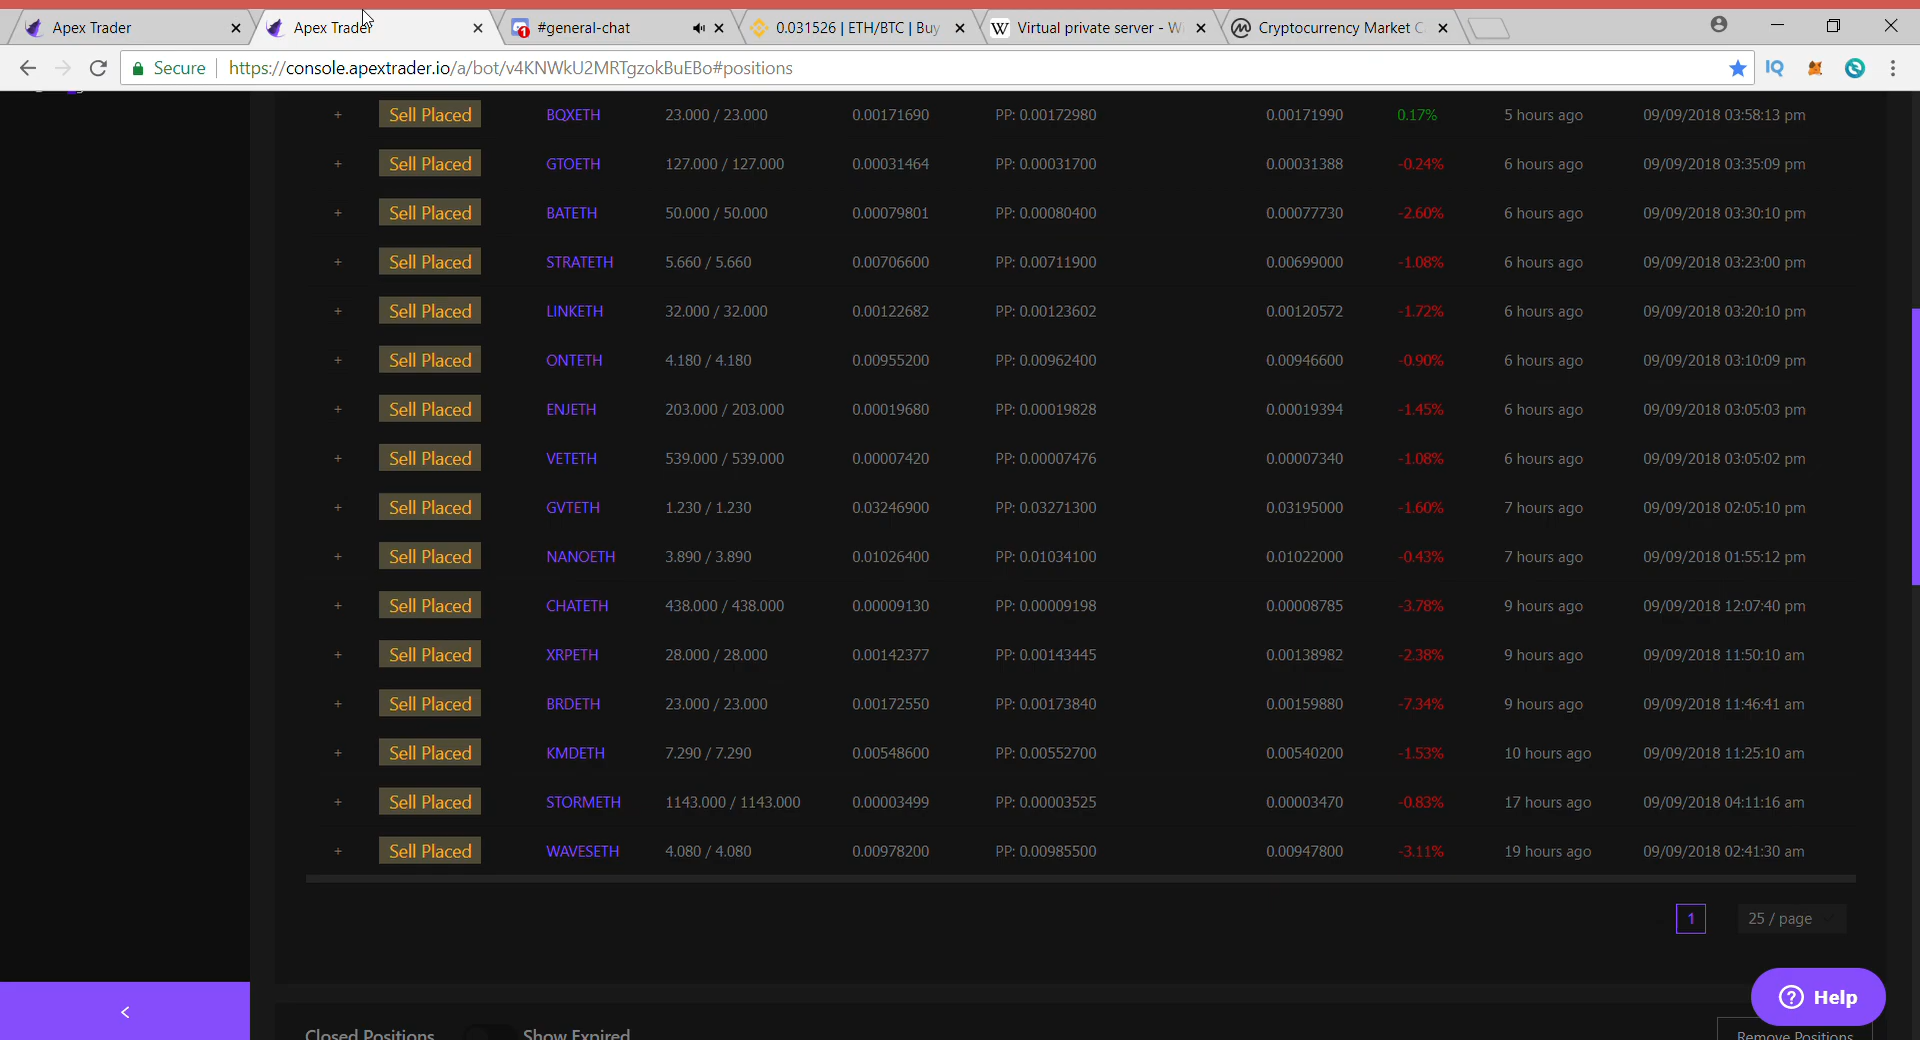 Apex Trader
Apex Trader
#general-chat
0.031526 | ETH/BTC | Buy
Virtual private server - W
Cryptocurrency Market C
Secure https://console.apextrader.io/a/bot/v4KNWkU2MRTgzokBuEBo#positions
+ Sell Placed BQXETH 23.000 / 23.000 0.00171690 PP: 0.00172980 0.00171990 0.17% 5 hours ago 09/09/2018 03:58:13 pm
+ Sell Placed GTOETH 127.000 / 127.000 0.00031464 PP: 0.00031700 0.00031388 -0.24% 6 hours ago 09/09/2018 03:35:09 pm
+ Sell Placed BATETH 50.000 / 50.000 0.00079801 PP: 0.00080400 0.00077730 -2.60% 6 hours ago 09/09/2018 03:30:10 pm
+ Sell Placed STRATETH 5.660 / 5.660 0.00706600 PP: 0.00711900 0.00699000 -1.08% 6 hours ago 09/09/2018 03:23:00 pm
+ Sell Placed LINKETH 32.000 / 32.000 0.00122682 PP: 0.00123602 0.00120572 -1.72% 6 hours ago 09/09/2018 03:20:10 pm
+ Sell Placed ONTETH 4.180 / 4.180 0.00955200 PP: 0.00962400 0.00946600 -0.90% 6 hours ago 09/09/2018 03:10:09 pm
+ Sell Placed ENJETH 203.000 / 203.000 0.00019680 PP: 0.00019828 0.00019394 -1.45% 6 hours ago 09/09/2018 03:05:03 pm
+ Sell Placed VETETH 539.000 / 539.000 0.00007420 PP: 0.00007476 0.00007340 -1.08% 6 hours ago 09/09/2018 03:05:02 pm
+ Sell Placed GVTETH 1.230 / 1.230 0.03246900 PP: 0.03271300 0.03195000 -1.60% 7 hours ago 09/09/2018 02:05:10 pm
+ Sell Placed NANOETH 3.890 / 3.890 0.01026400 PP: 0.01034100 0.01022000 -0.43% 7 hours ago 09/09/2018 01:55:12 pm
+ Sell Placed CHATETH 438.000 / 438.000 0.00009130 PP: 0.00009198 0.00008785 -3.78% 9 hours ago 09/09/2018 12:07:40 pm
+ Sell Placed XRPETH 28.000 / 28.000 0.00142377 PP: 0.00143445 0.00138982 -2.38% 9 hours ago 09/09/2018 11:50:10 am
+ Sell Placed BRDETH 23.000 / 23.000 0.00172550 PP: 0.00173840 0.00159880 -7.34% 9 hours ago 09/09/2018 11:46:41 am
+ Sell Placed KMDETH 7.290 / 7.290 0.00548600 PP: 0.00552700 0.00540200 -1.53% 10 hours ago 09/09/2018 11:25:10 am
+ Sell Placed STORMETH 1143.000 / 1143.000 0.00003499 PP: 0.00003525 0.00003470 -0.83% 17 hours ago 09/09/2018 04:11:16 am
+ Sell Placed WAVESETH 4.080 / 4.080 0.00978200 PP: 0.00985500 0.00947800 -3.11% 19 hours ago 09/09/2018 02:41:30 am
1 25 / page
Help
Closed Positions Show Expired Remove Positions